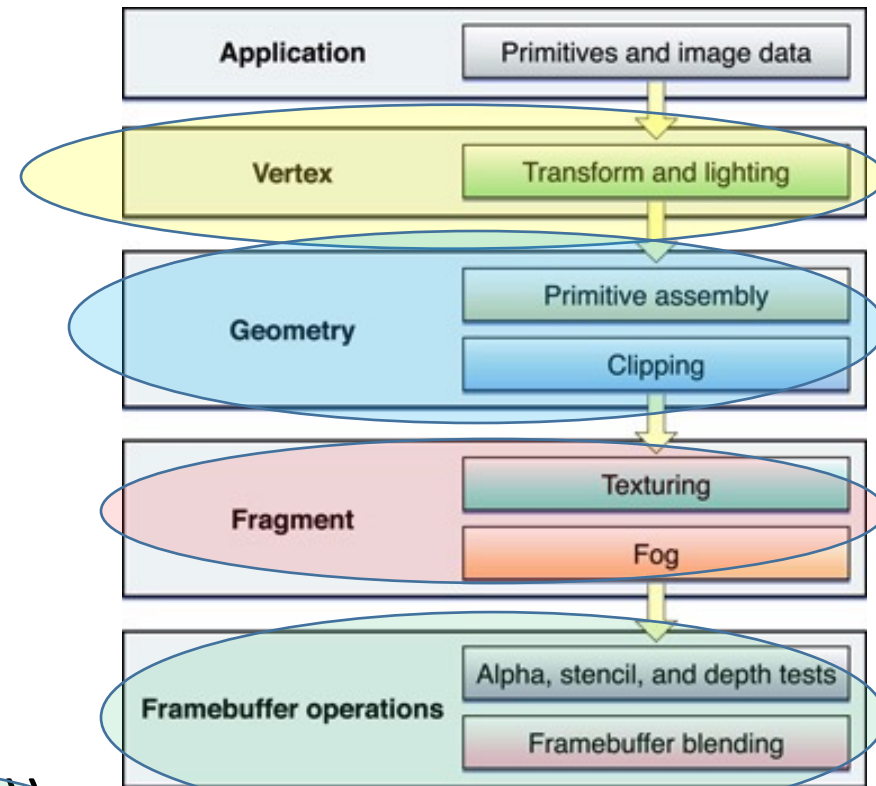 Application
Primitives and image data
Vertex
Transform and lighting
Geometry
Primitive assembly
Clipping
Fragment
Texturing
Fog
Framebuffer operations
Alpha, stencil, and depth tests
Framebuffer blending